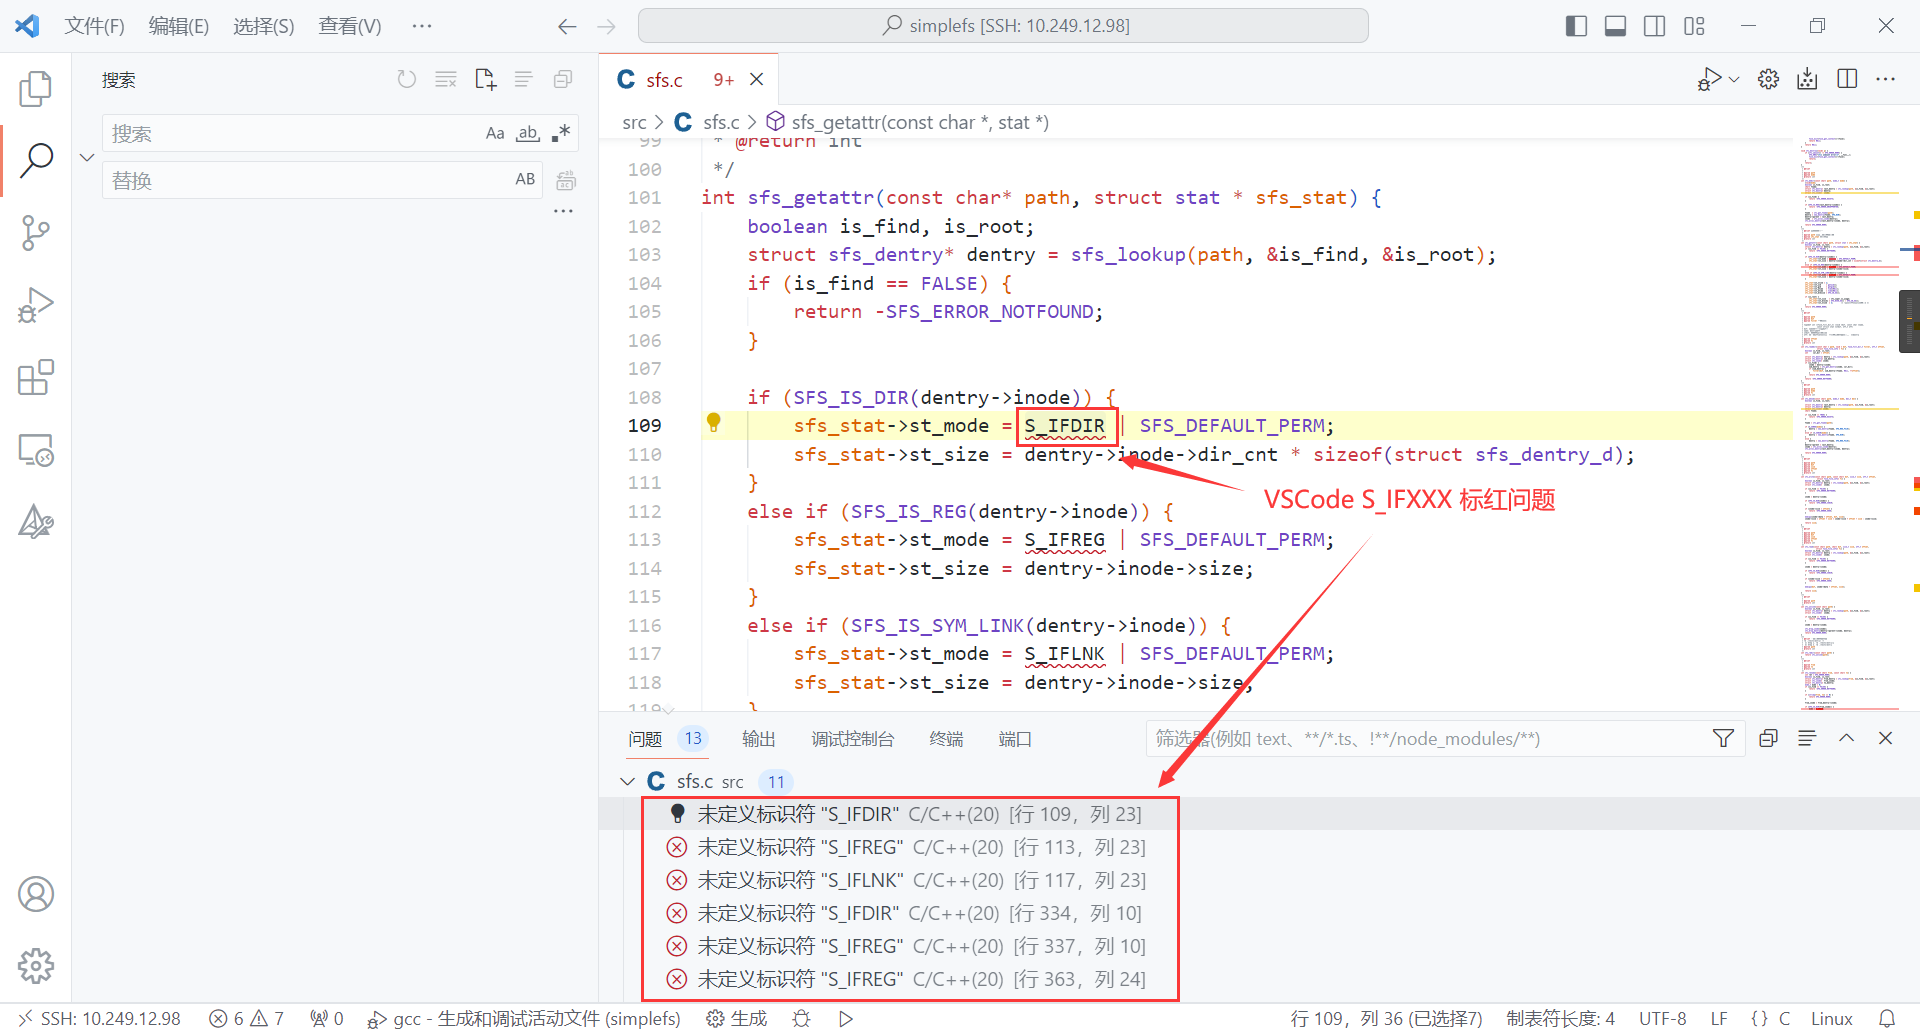 文件(F) 编辑(E) 选择(S) 查看(V) ··· simplefs [SSH: 10.249.12.98]
搜索
搜索 Aa ab .*
替换 AB
···
sfs.c 9+
src > C sfs.c > sfs_getattr(const char *, stat *)
99 * @return int
100 */
101 int sfs_getattr(const char* path, struct stat * sfs_stat) {
102 boolean is_find, is_root;
103 struct sfs_dentry* dentry = sfs_lookup(path, &is_find, &is_root);
104 if (is_find == FALSE) {
105 return -SFS_ERROR_NOTFOUND;
106 }
107
108 if (SFS_IS_DIR(dentry->inode)) {
109 sfs_stat->st_mode = S_IFDIR | SFS_DEFAULT_PERM;
110 sfs_stat->st_size = dentry->inode->dir_cnt * sizeof(struct sfs_dentry_d);
111 }
VSCode S_IFXXX 标红问题
112 else if (SFS_IS_REG(dentry->inode)) {
113 sfs_stat->st_mode = S_IFREG | SFS_DEFAULT_PERM;
114 sfs_stat->st_size = dentry->inode->size;
115 }
116 else if (SFS_IS_SYM_LINK(dentry->inode)) {
117 sfs_stat->st_mode = S_IFLNK | SFS_DEFAULT_PERM;
118 sfs_stat->st_size = dentry->inode->size;
119 }
问题 13 输出 调试控制台 终端 端口 筛选器(例如 text、**/*.ts、!**/node_modules/**)
C sfs.c src 11
未定义标识符 "S_IFDIR" C/C++(20) [行 109，列 23]
未定义标识符 "S_IFREG" C/C++(20) [行 113，列 23]
未定义标识符 "S_IFLNK" C/C++(20) [行 117，列 23]
未定义标识符 "S_IFDIR" C/C++(20) [行 334，列 10]
未定义标识符 "S_IFREG" C/C++(20) [行 337，列 10]
未定义标识符 "S_IFREG" C/C++(20) [行 363，列 24]
SSH: 10.249.12.98 6 7 0 gcc - 生成和调试活动文件 (simplefs) 生成 行 109，列 36 (已选择7) 制表符长度: 4 UTF-8 LF {} C Linux